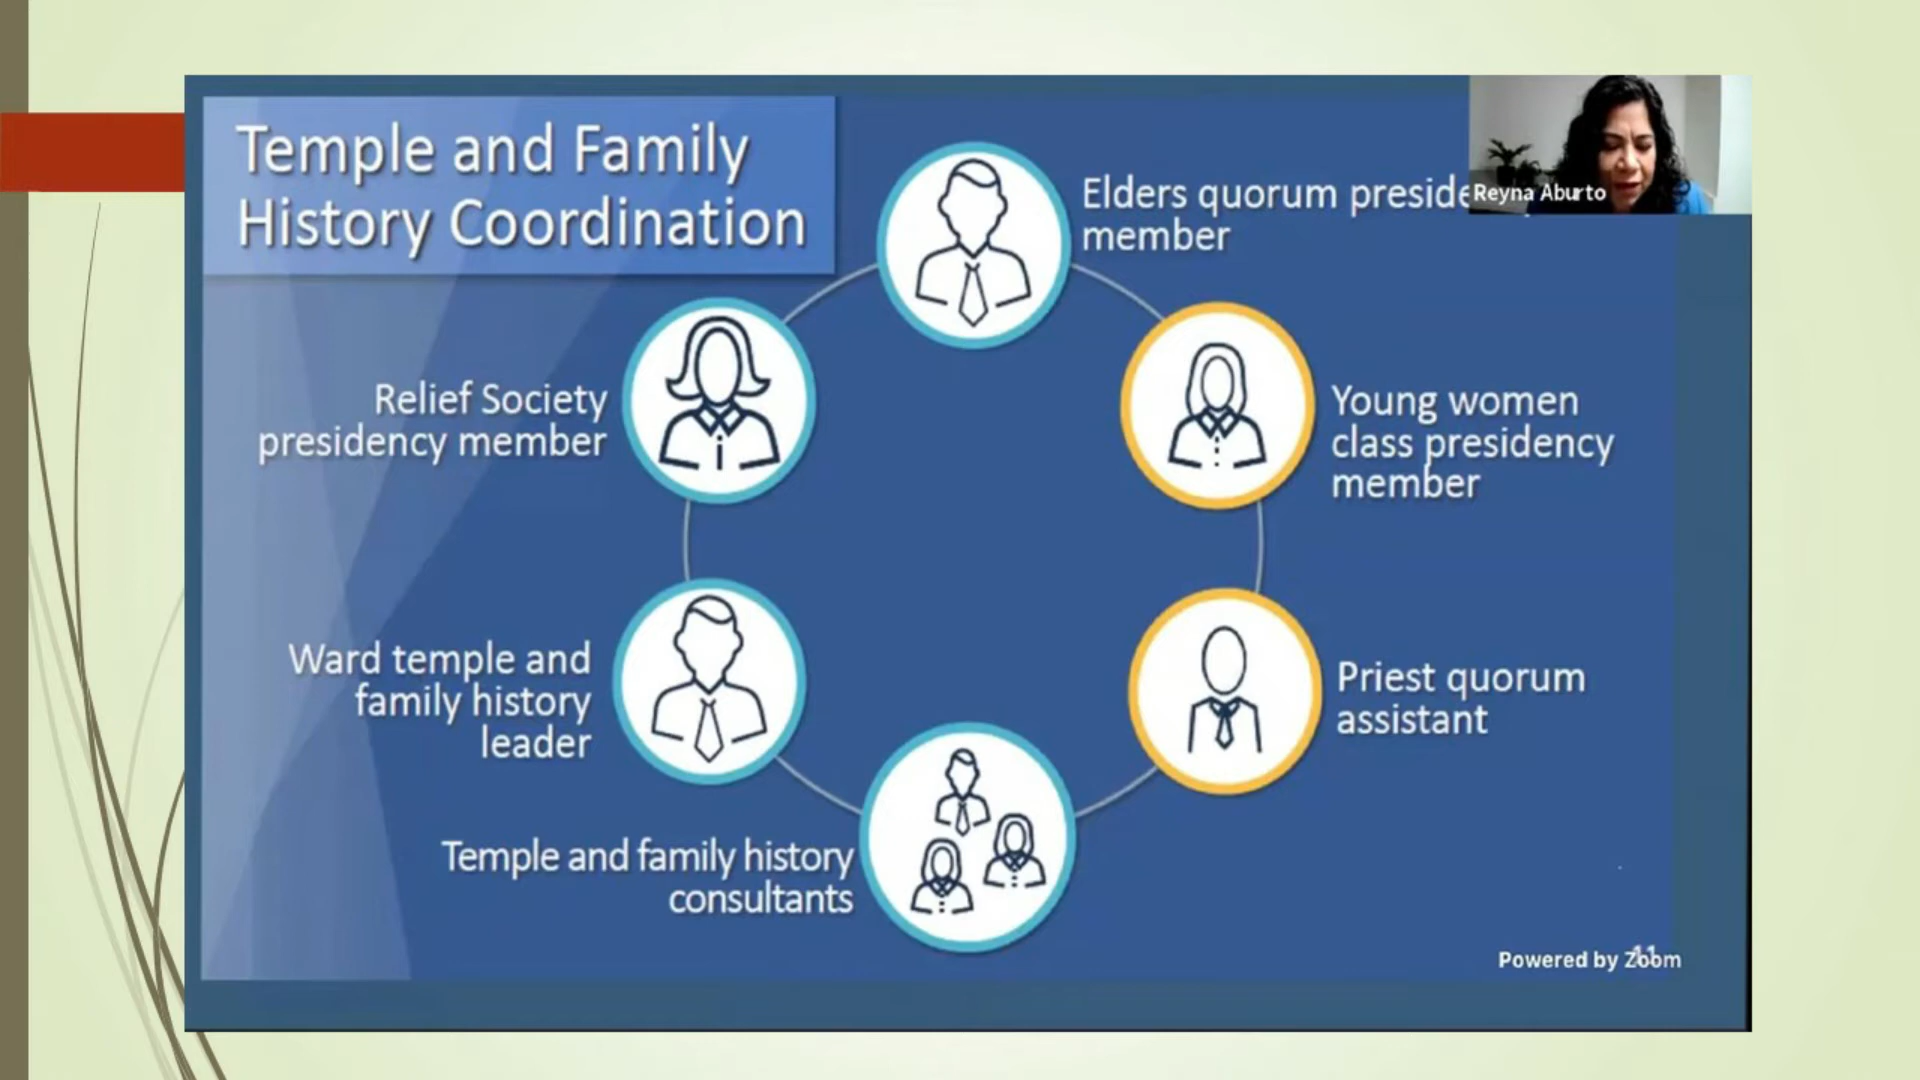 Temple and Family
History Coordination
Elders quorum preside
member
Reyna Aburto
Relief Society
presidency member
Young women
class presidency
member
Ward temple and
family history
leader
Priest quorum
assistant
Temple and family history
consultants
Powered by Zoom
11